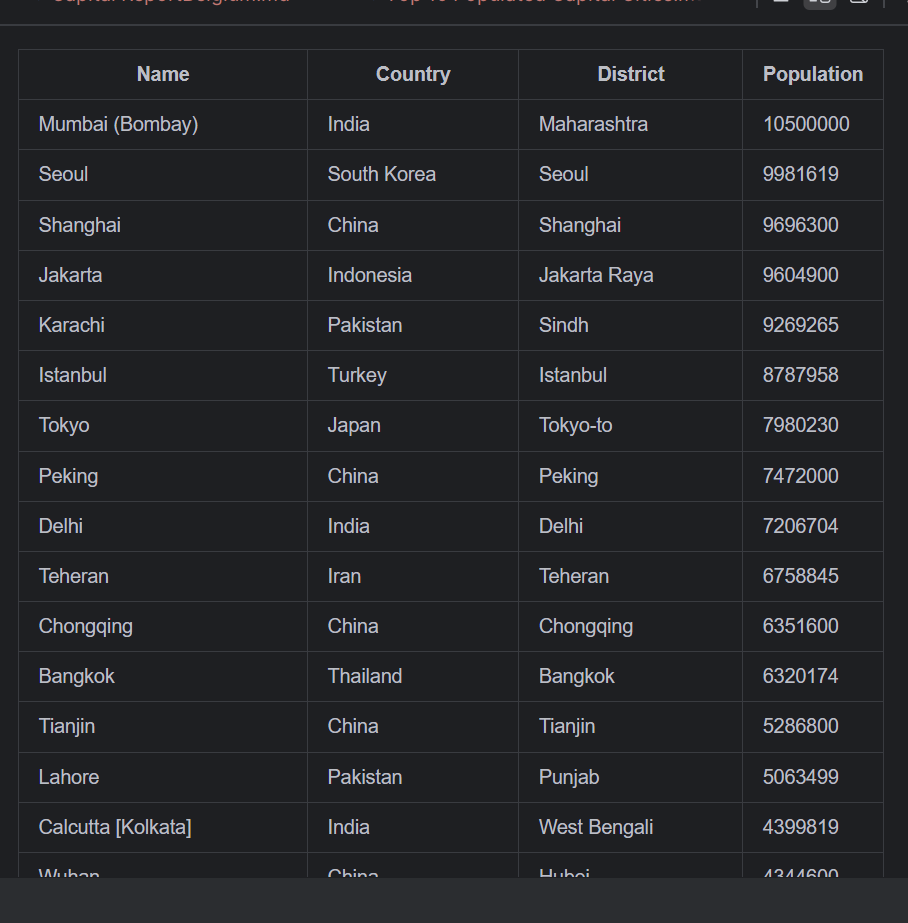 Name Country District Population
Mumbai (Bombay) India Maharashtra 10500000
Seoul South Korea Seoul 9981619
Shanghai China Shanghai 9696300
Jakarta Indonesia Jakarta Raya 9604900
Karachi Pakistan Sindh 9269265
Istanbul Turkey Istanbul 8787958
Tokyo Japan Tokyo-to 7980230
Peking China Peking 7472000
Delhi India Delhi 7206704
Teheran Iran Teheran 6758845
Chongqing China Chongqing 6351600
Bangkok Thailand Bangkok 6320174
Tianjin China Tianjin 5286800
Lahore Pakistan Punjab 5063499
Calcutta [Kolkata] India West Bengali 4399819
Wuhan China Hubei 4344600